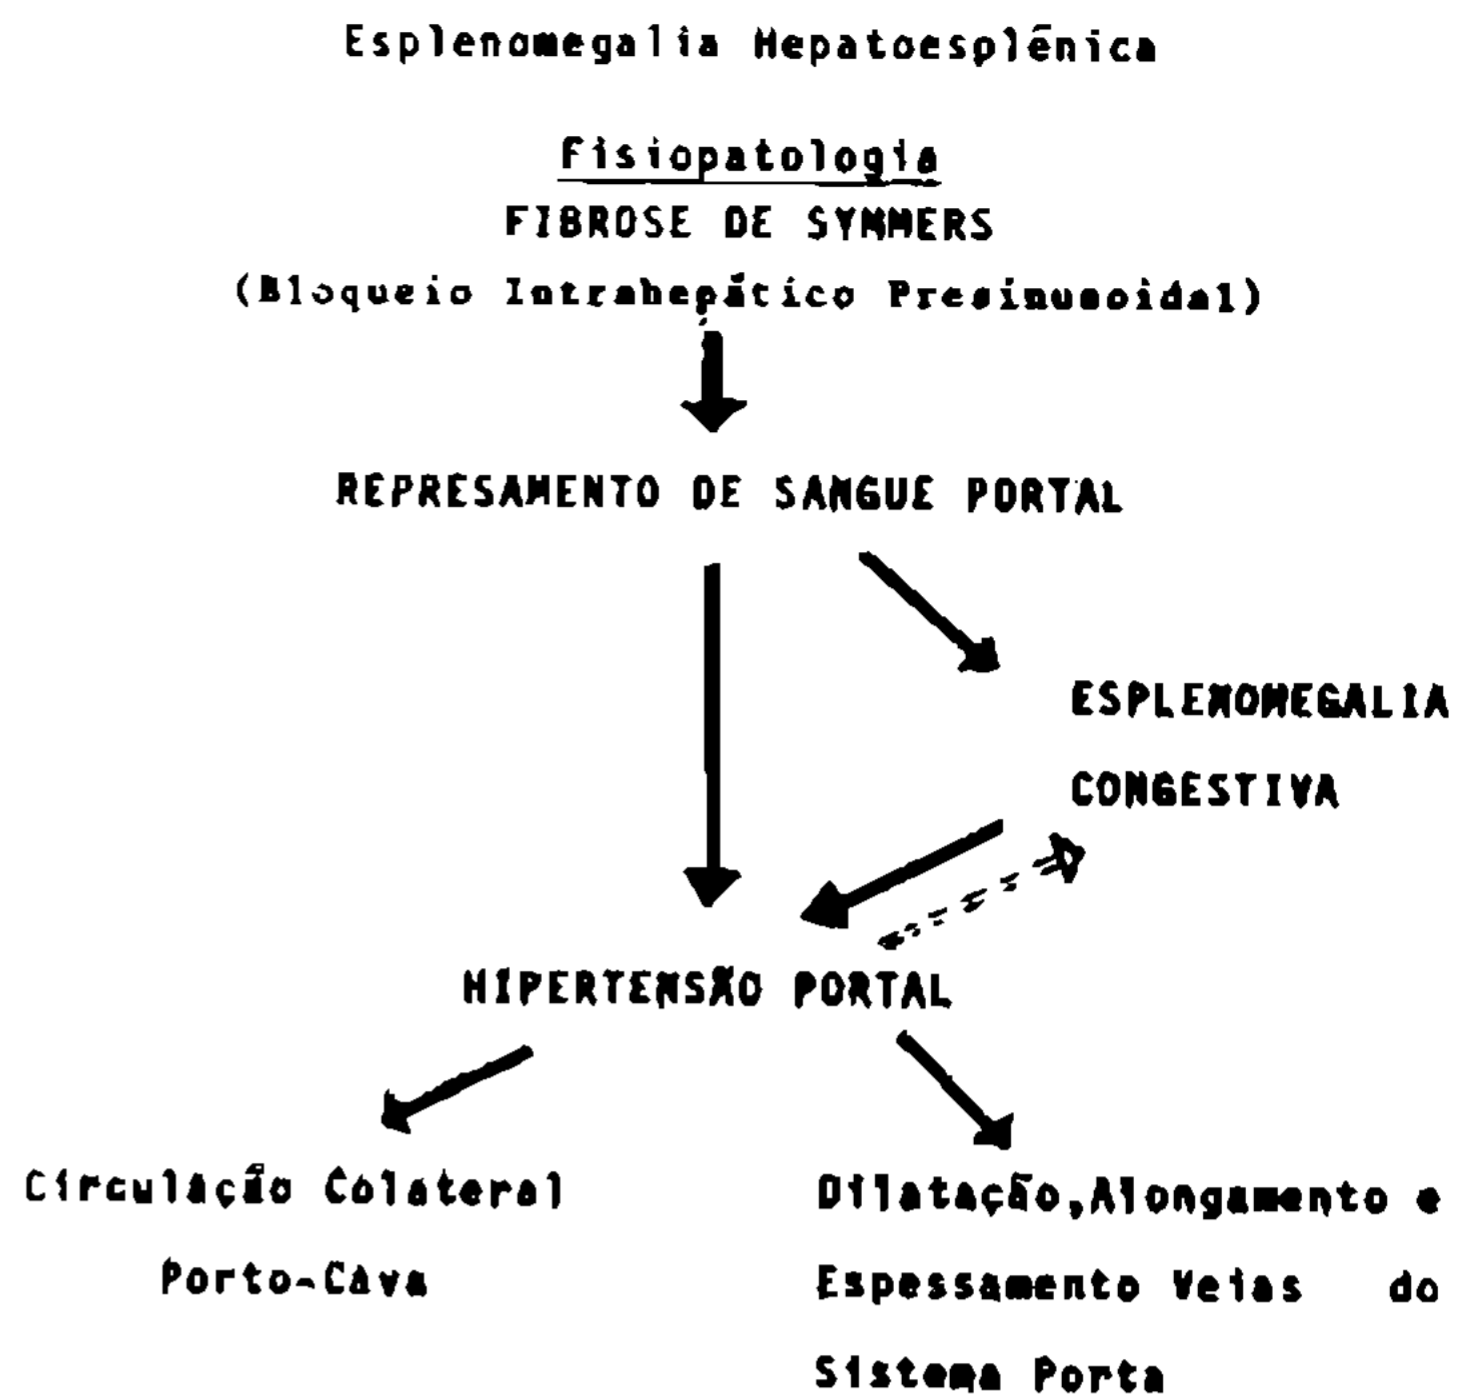 Esplenomegalia Hepatoesplênica
Fisiopatologia
FIBROSE DE SYMMERS
(Bloqueio Intrahepático Presinusoidal)
REPRESAMENTO DE SANGUE PORTAL
ESPLENOMEGALIA
CONGESTIVA
HIPERTENSÃO PORTAL
Circulação Colateral
Porto-Cava
Dilatação,Alongamento e
Espessamento Veias do
Sistema Porta